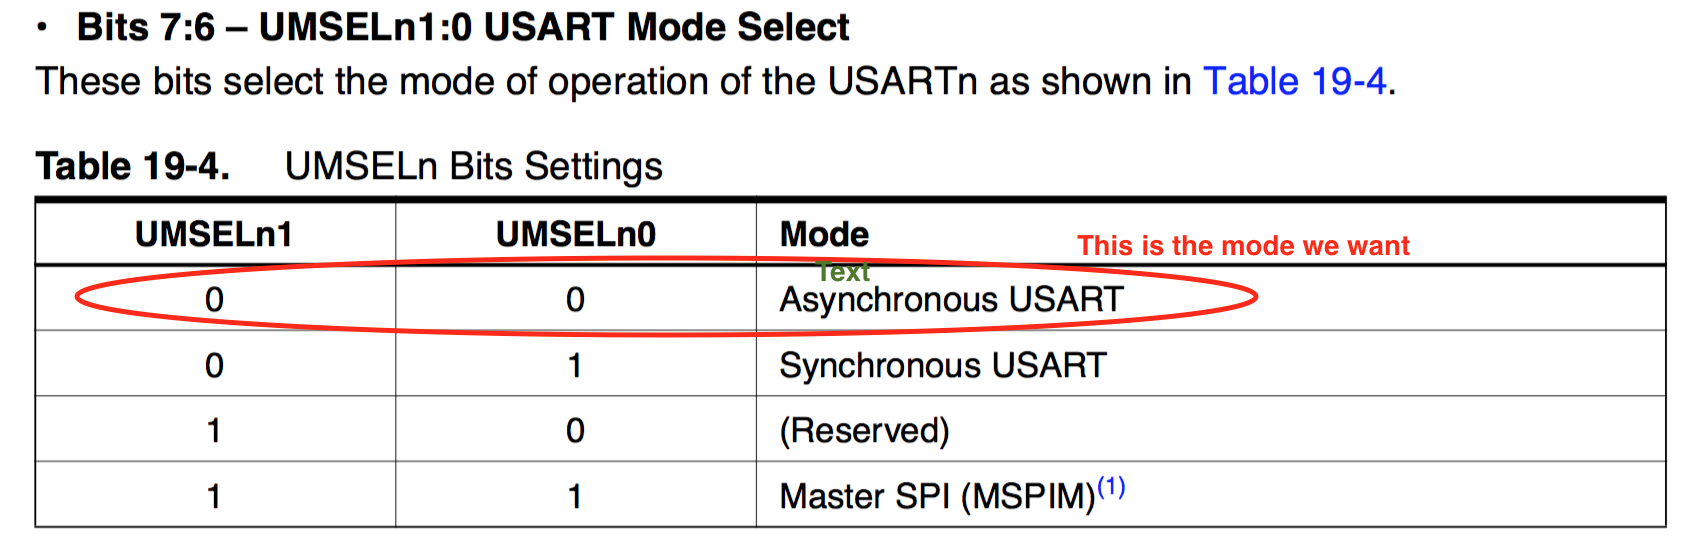 • Bits 7:6 – UMSELn1:0 USART Mode Select
These bits select the mode of operation of the USARTn as shown in Table 19-4.
Table 19-4. UMSELn Bits Settings
UMSELn1 UMSELn0 Mode
This is the mode we want
Text
0 0 Asynchronous USART
0 1 Synchronous USART
1 0 (Reserved)
1 1 Master SPI (MSPIM)(1)